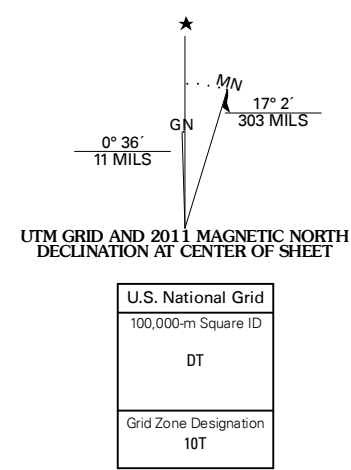 MN
GN
17° 2´
303 MILS
0° 36´
11 MILS
UTM GRID AND 2011 MAGNETIC NORTH
DECLINATION AT CENTER OF SHEET
U.S. National Grid
100,000-m Square ID
DT
Grid Zone Designation
10T